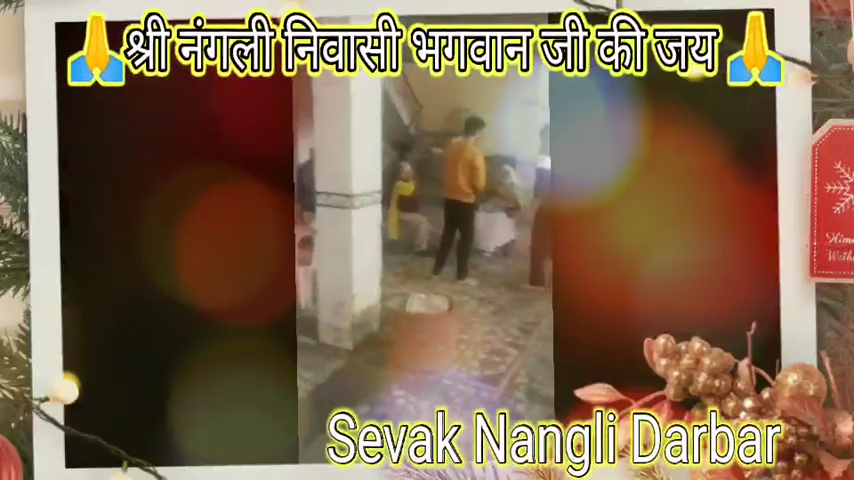 🙏श्री नंगली निवासी भगवान जी की जय 🙏
Sevak Nangli Darbar